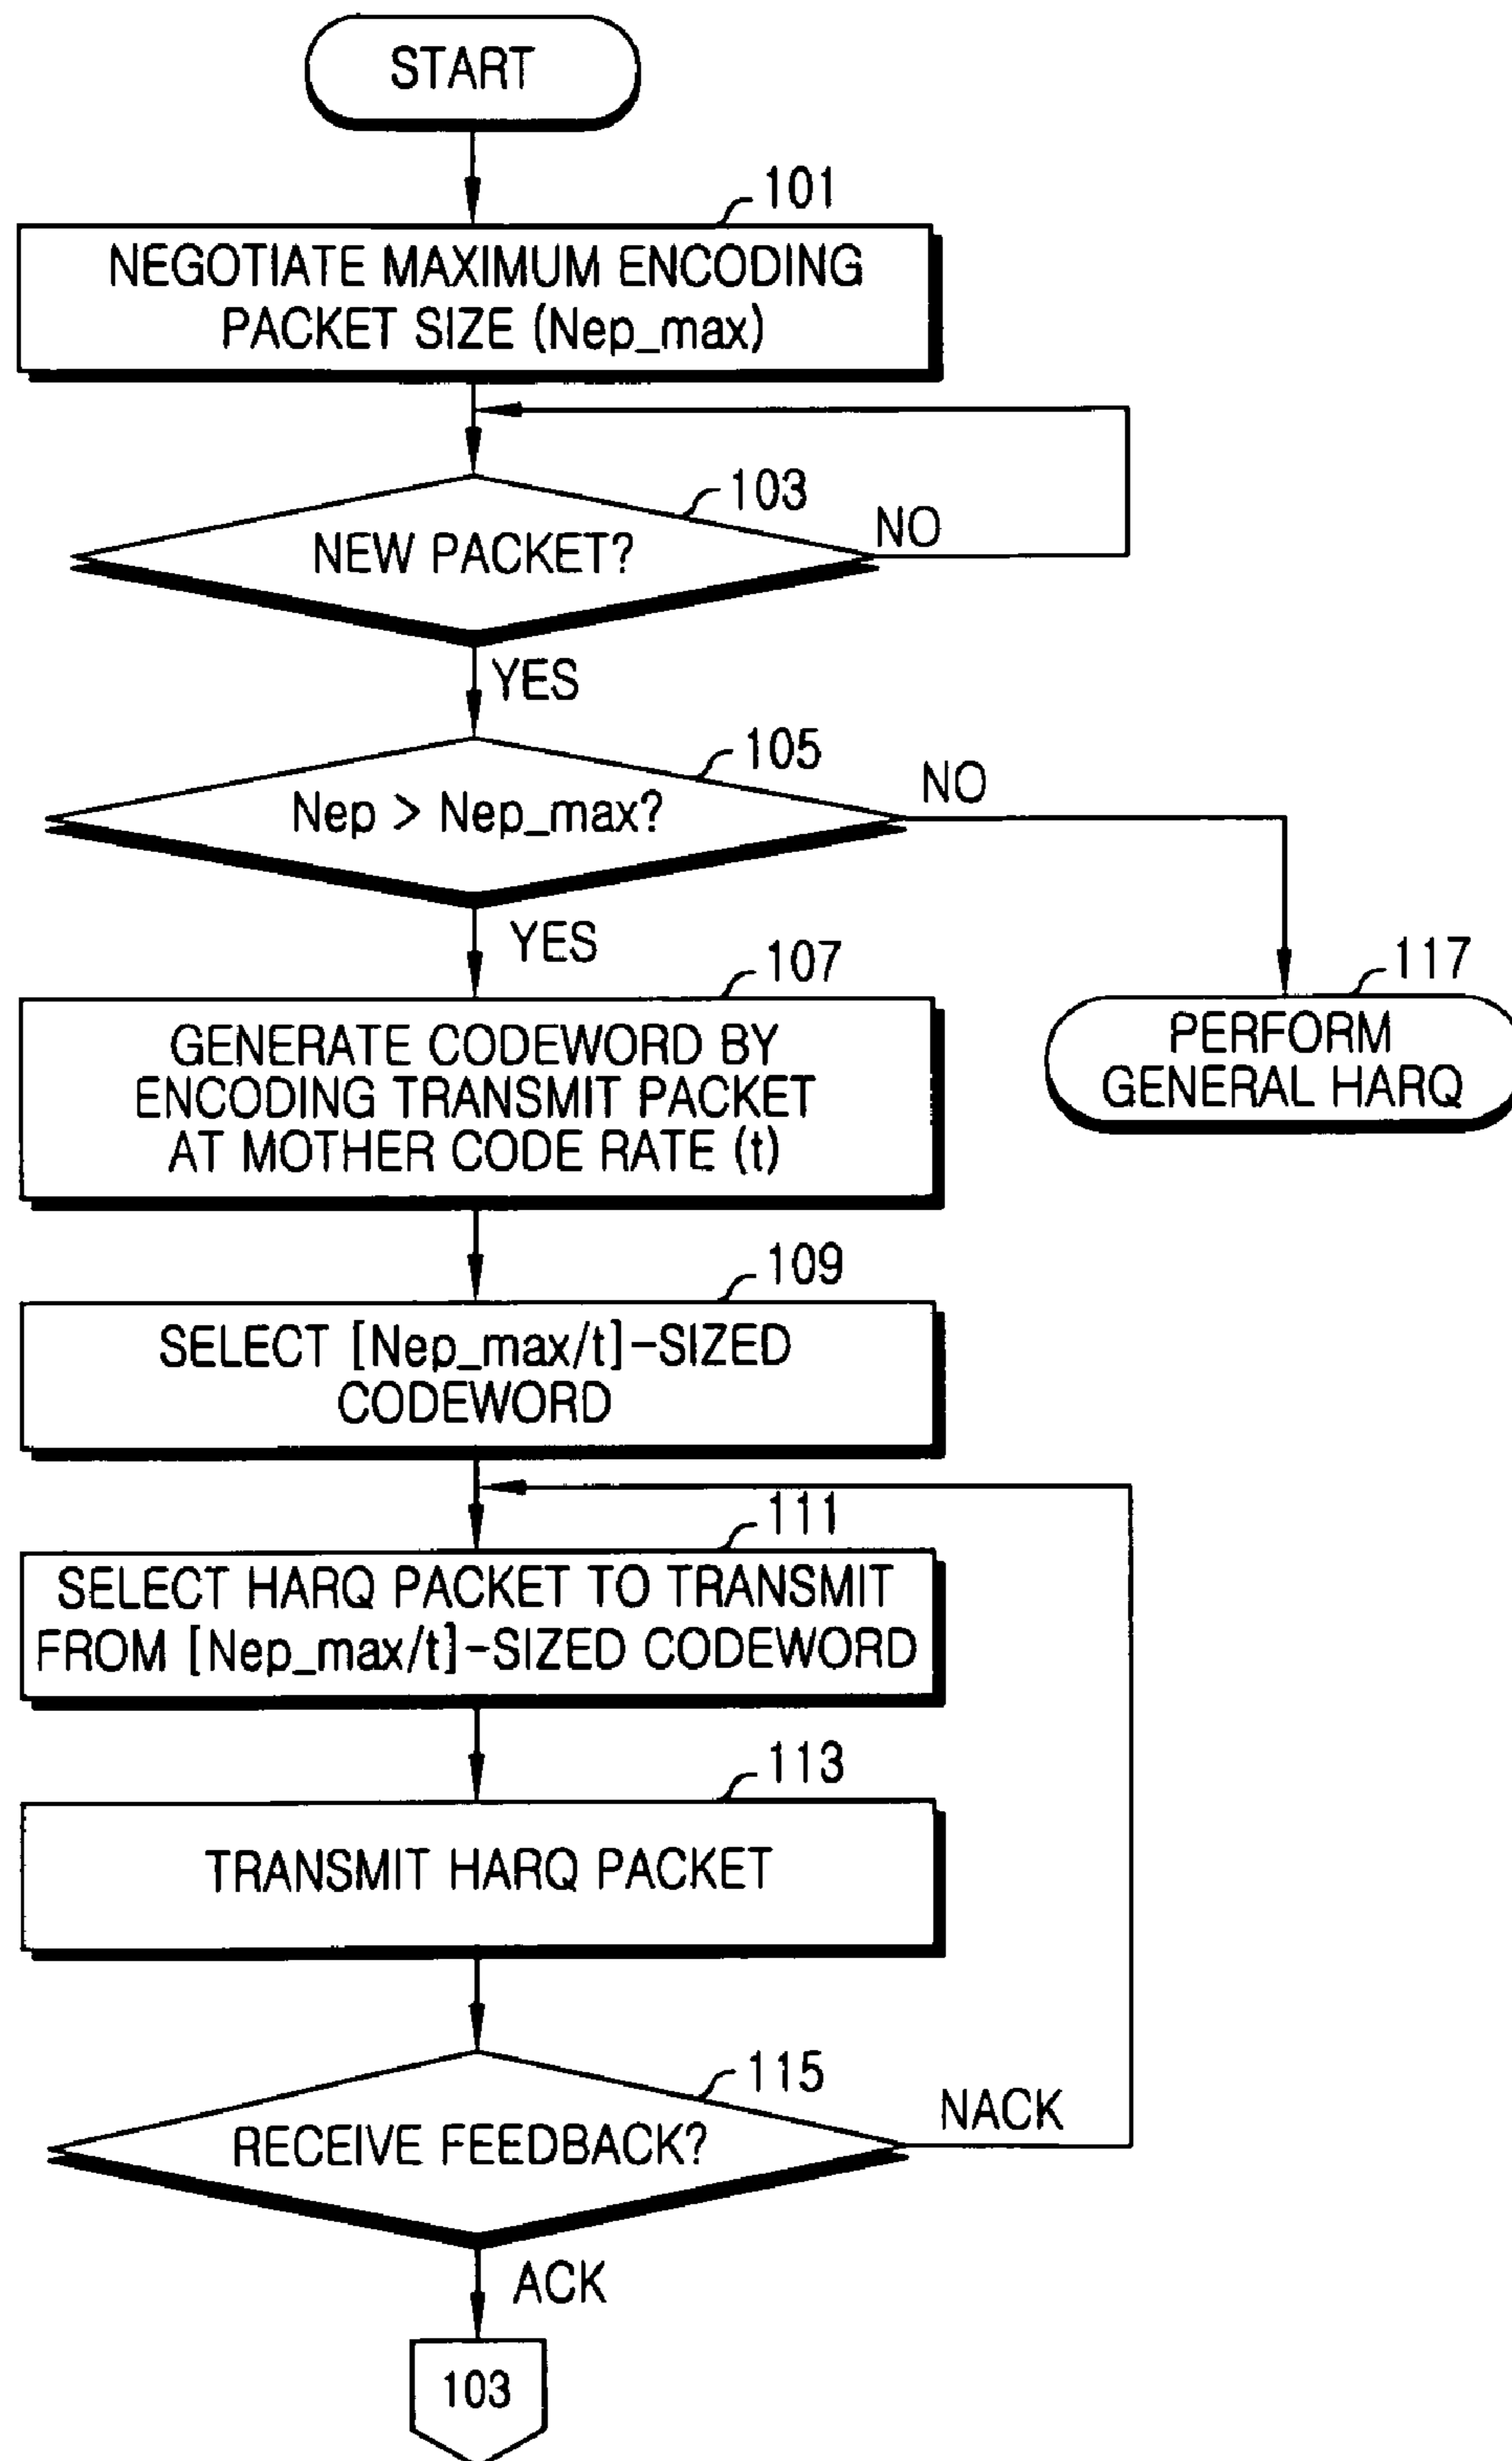 START
101
NEGOTIATE MAXIMUM ENCODING
PACKET SIZE (Nep_max)
103
NEW PACKET?
NO
YES
105
Nep > Nep_max?
NO
YES
107
GENERATE CODEWORD BY
ENCODING TRANSMIT PACKET
AT MOTHER CODE RATE (t)
117
PERFORM
GENERAL HARQ
109
SELECT [Nep_max/t]-SIZED
CODEWORD
111
SELECT HARQ PACKET TO TRANSMIT
FROM [Nep_max/t]-SIZED CODEWORD
113
TRANSMIT HARQ PACKET
115
RECEIVE FEEDBACK?
NACK
ACK
103